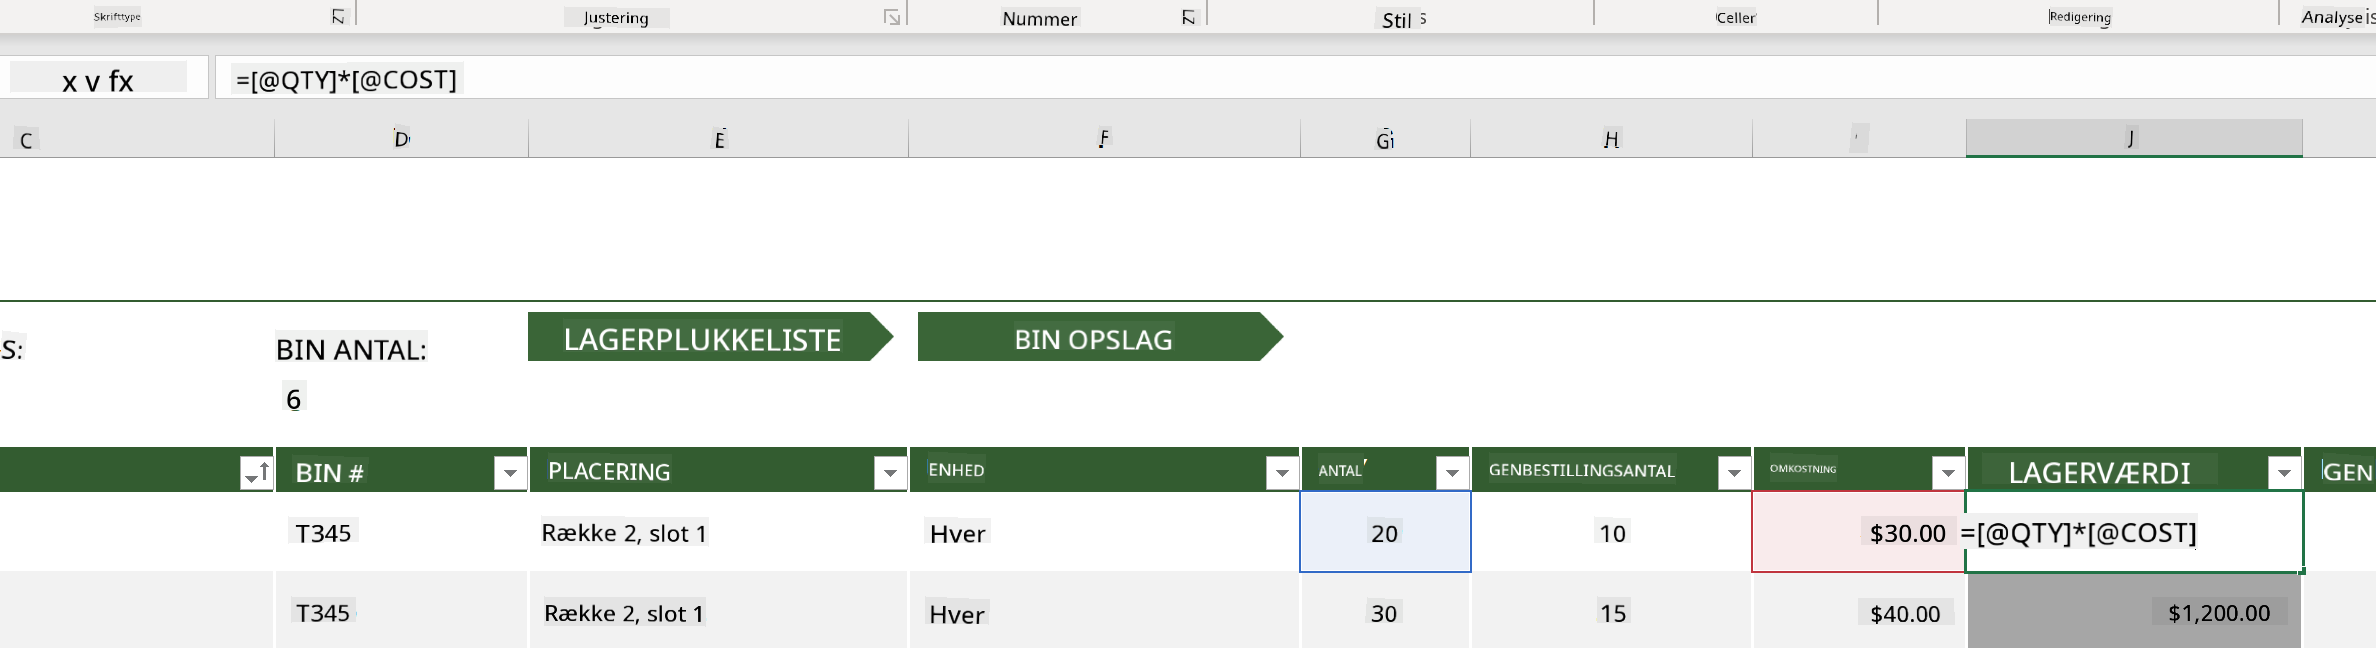 Skrifttype Justering Nummer Stil Celler Redigering Analyse
x v fx =[@QTY]*[@COST]
C D E F G H J
LAGERPLUKKELISTE BIN OPSLAG
S: BIN ANTAL:
6
BIN # PLACERING ENHED ANTAL GENBESTILLINGSANTAL OMKOSTNING LAGERVÆRDI GEN
T345 Række 2, slot 1 Hver 20 10 $30.00 =[@QTY]*[@COST]
T345 Række 2, slot 1 Hver 30 15 $40.00 $1,200.00